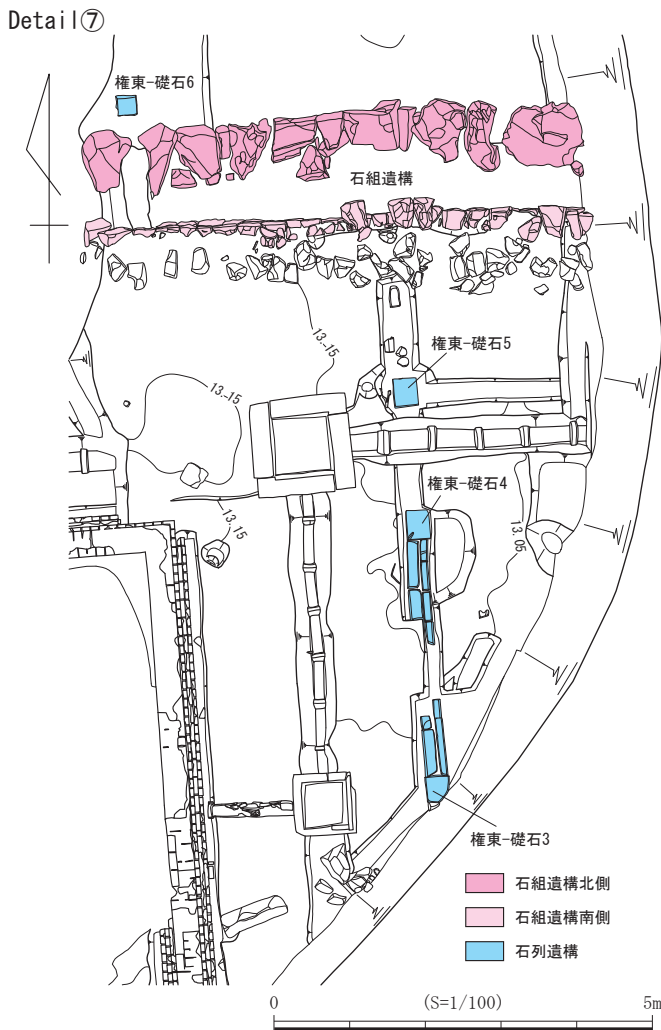 Detail⑦
権東-礎石6
石組遺構
権東-礎石5
13.15
13.15
権東-礎石4
13.15
13.05
権東-礎石3
石組遺構北側
石組遺構南側
石列遺構
0 (S=1/100) 5m